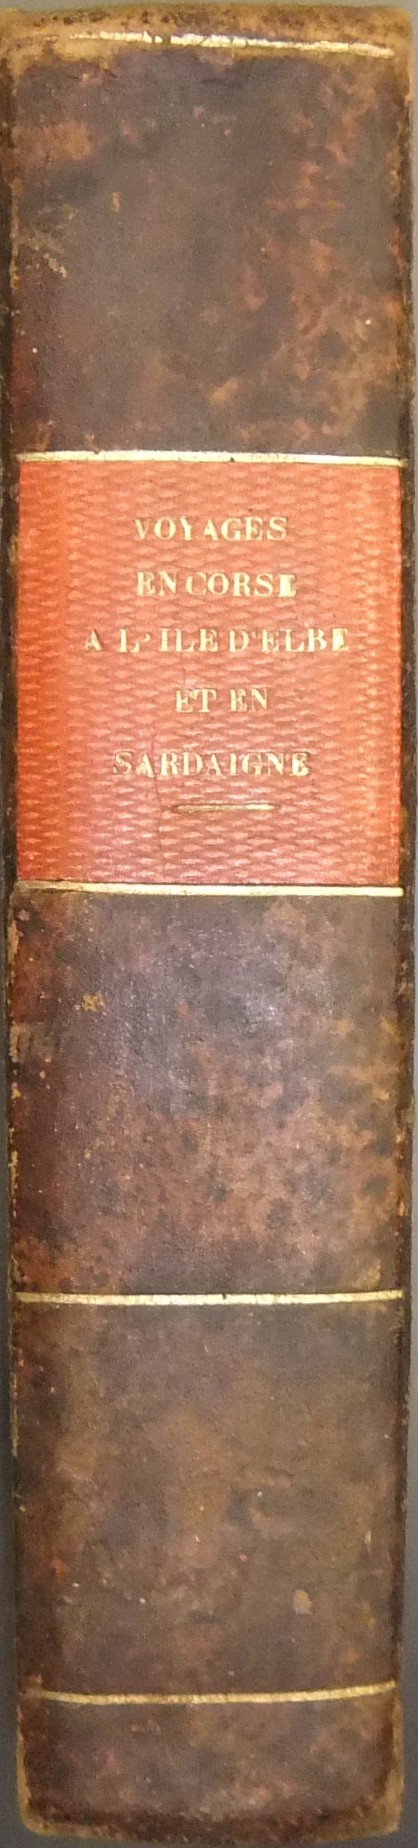 VOYAGES
EN CORSE
A L'ILE D'ELBE
ET EN
SARDAIGNE